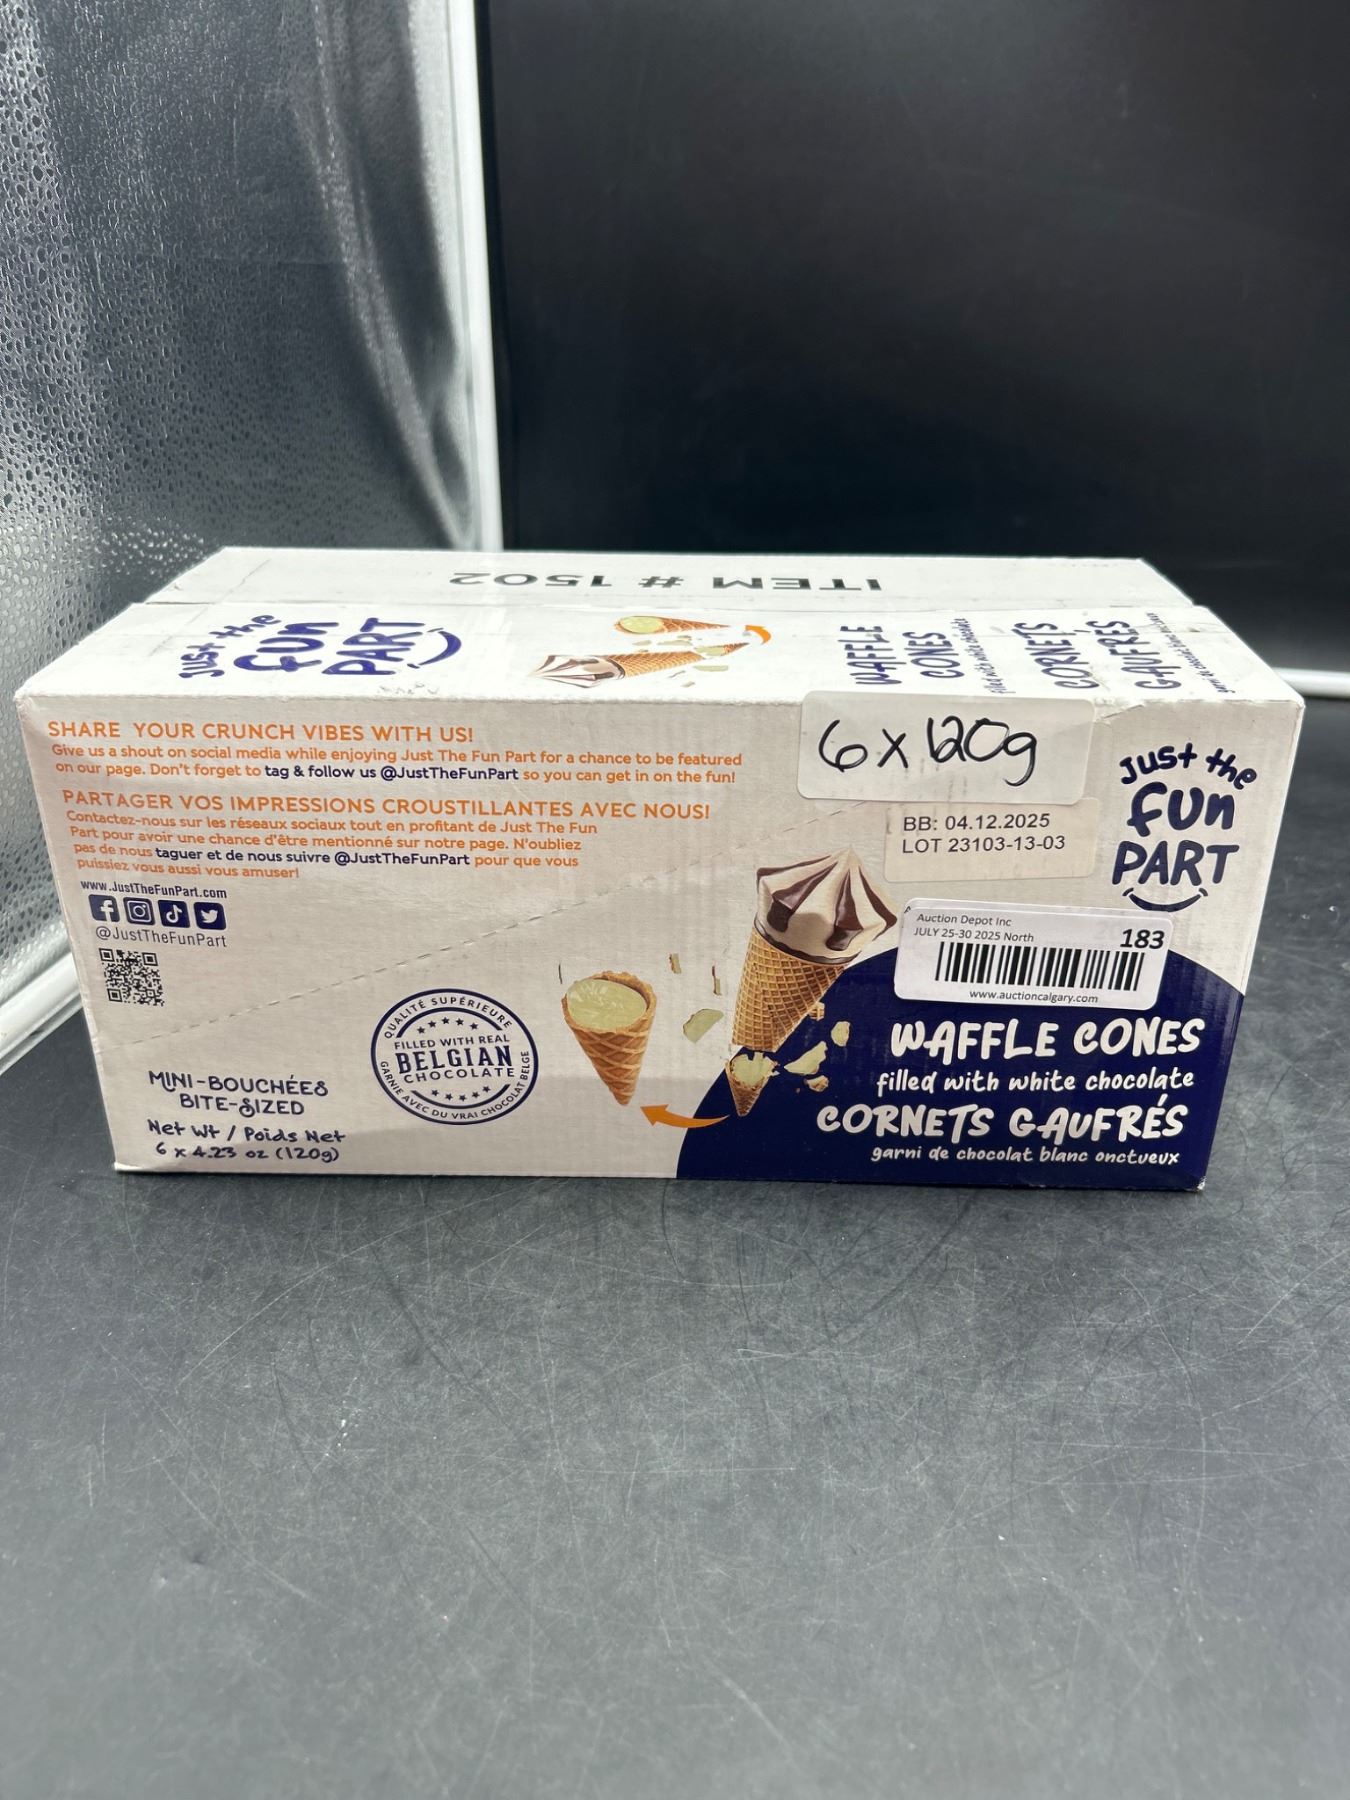 ITEM # 1502
Just the
Fun
PART
WAFFLE
CONES
filled with white chocolate
CORNETS
GAUFRÉS
SHARE YOUR CRUNCH VIBES WITH US!
Give us a shout on social media while enjoying Just The Fun Part for a chance to be featured
on our page. Don't forget to tag & follow us @JustTheFunPart so you can get in on the fun!
PARTAGER VOS IMPRESSIONS CROUSTILLANTES AVEC NOUS!
Contactez-nous sur les réseaux sociaux tout en profitant de Just The Fun
Part pour avoir une chance d'être mentionné sur notre page. N'oubliez
pas de nous taguer et de nous suivre @JustTheFunPart pour que vous
puissiez vous aussi vous amuser!
www.JustTheFunPart.com
@JustTheFunPart
MINI-BOUCHÉES
BITE-SIZED
Net Wt / Poids Net
6 x 4.23 oz (120g)
QUALITÉ SUPÉRIEURE
FILLED WITH REAL
BELGIAN
CHOCOLATE
GARNIE AVEC DU VRAI CHOCOLAT BELGE
6 x 120g
BB: 04.12.2025
LOT 23103-13-03
Just the
Fun
PART
Auction Depot Inc
JULY 25-30 2025 North
183
www.auctioncalgary.com
WAFFLE CONES
filled with white chocolate
CORNETS GAUFRÉS
garni de chocolat blanc onctueux